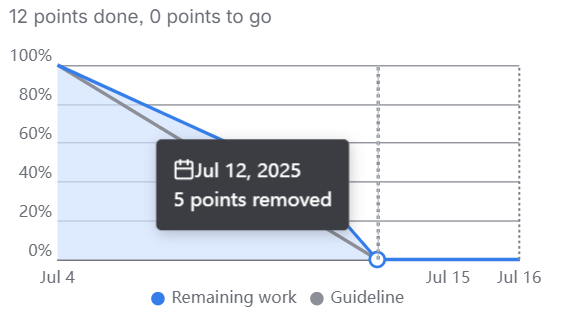 12 points done, 0 points to go
100%
80%
60%
40%
20%
0%
Jul 12, 2025
5 points removed
Jul 4
Jul 15
Jul 16
Remaining work
Guideline